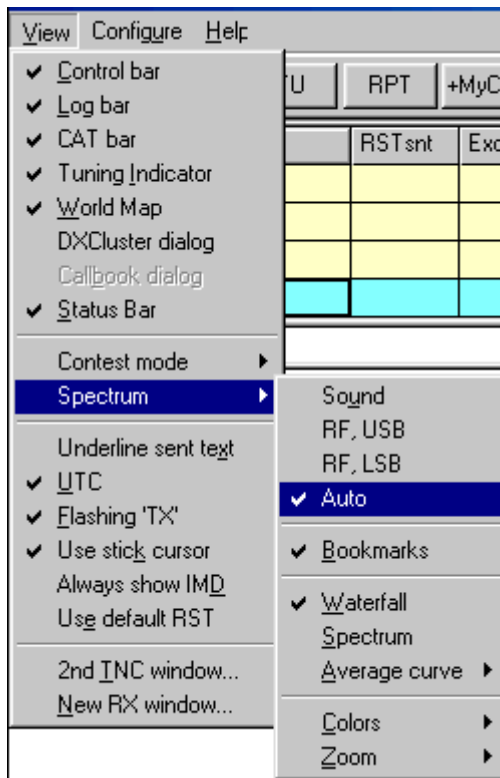 View Configure Help
TU RPT +MyC
RSTsnt Exc
Control bar
Log bar
CAT bar
Tuning Indicator
World Map
DXCluster dialog
Callbook dialog
Status Bar
Contest mode
Spectrum
Underline sent text
UTC
Flashing 'TX'
Use stick cursor
Always show IMD
Use default RST
2nd TNC window...
New RX window...
Sound
RF, USB
RF, LSB
Auto
Bookmarks
Waterfall
Spectrum
Average curve
Colors
Zoom